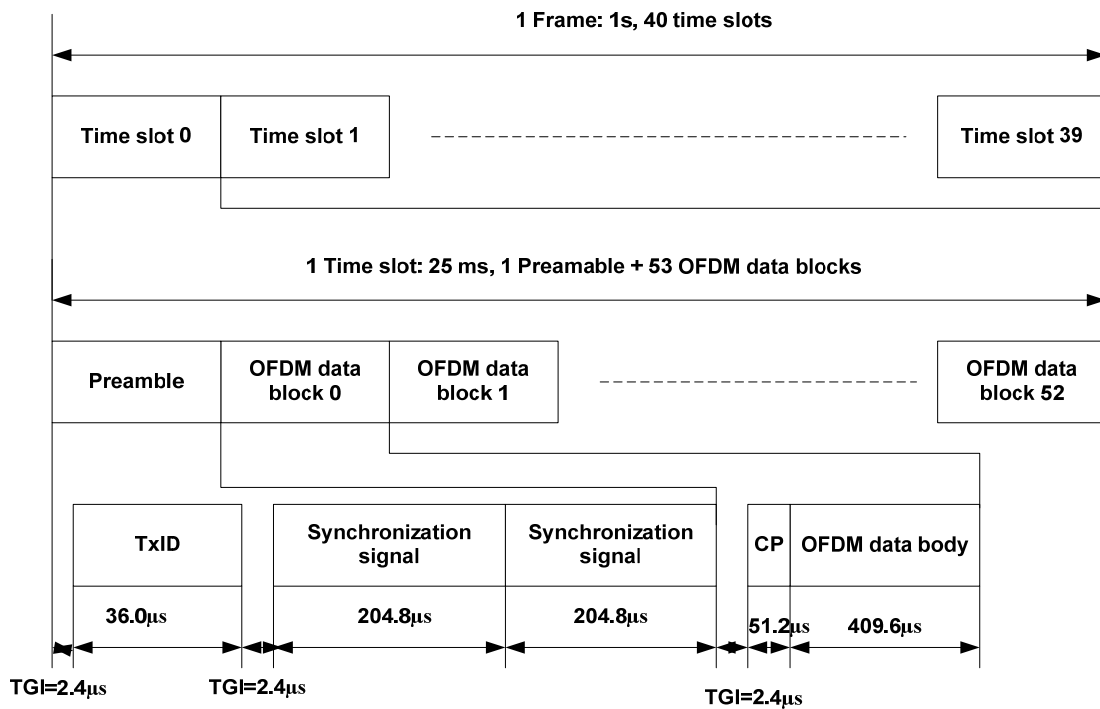 1 Frame: 1s, 40 time slots
Time slot 0
Time slot 1
Time slot 39
1 Time slot: 25 ms, 1 Preamable + 53 OFDM data blocks
Preamble
OFDM data
block 0
OFDM data
block 1
OFDM data
block 52
TxID
Synchronization
signal
Synchronization
signal
CP
OFDM data body
36.0μs
204.8μs
204.8μs
51.2μs
409.6μs
TGI=2.4μs
TGI=2.4μs
TGI=2.4μs